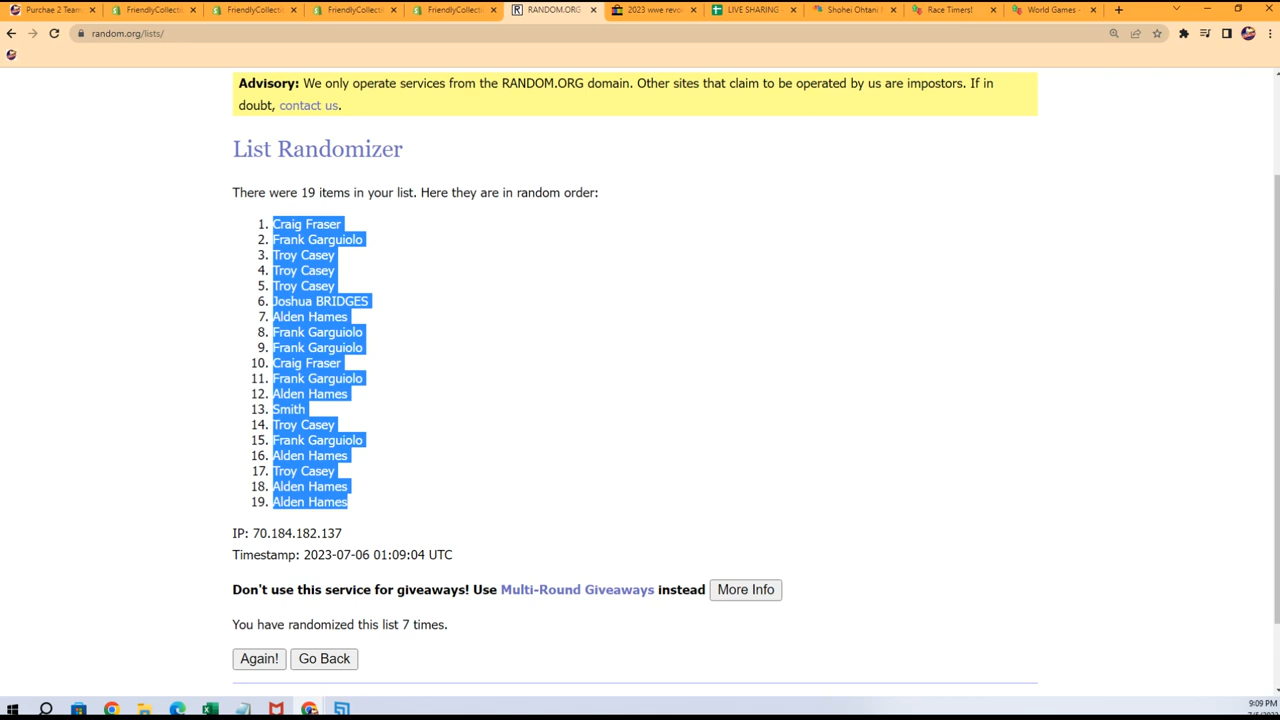 Purchae 2 Team
FriendlyCollecti
FriendlyCollecti
FriendlyCollecti
FriendlyCollecti
RANDOM.ORG
2023 wwe revo
LIVE SHARING
Shohei Ohtani
Race Timers!
World Games -
random.org/lists/
Advisory: We only operate services from the RANDOM.ORG domain. Other sites that claim to be operated by us are impostors. If in
doubt, contact us.
List Randomizer
There were 19 items in your list. Here they are in random order:
1. Craig Fraser
2. Frank Garguiolo
3. Troy Casey
4. Troy Casey
5. Troy Casey
6. Joshua BRIDGES
7. Alden Hames
8. Frank Garguiolo
9. Frank Garguiolo
10. Craig Fraser
11. Frank Garguiolo
12. Alden Hames
13. Smith
14. Troy Casey
15. Frank Garguiolo
16. Alden Hames
17. Troy Casey
18. Alden Hames
19. Alden Hames
IP: 70.184.182.137
Timestamp: 2023-07-06 01:09:04 UTC
Don't use this service for giveaways! Use Multi-Round Giveaways instead More Info
You have randomized this list 7 times.
Again! Go Back
9:09 PM